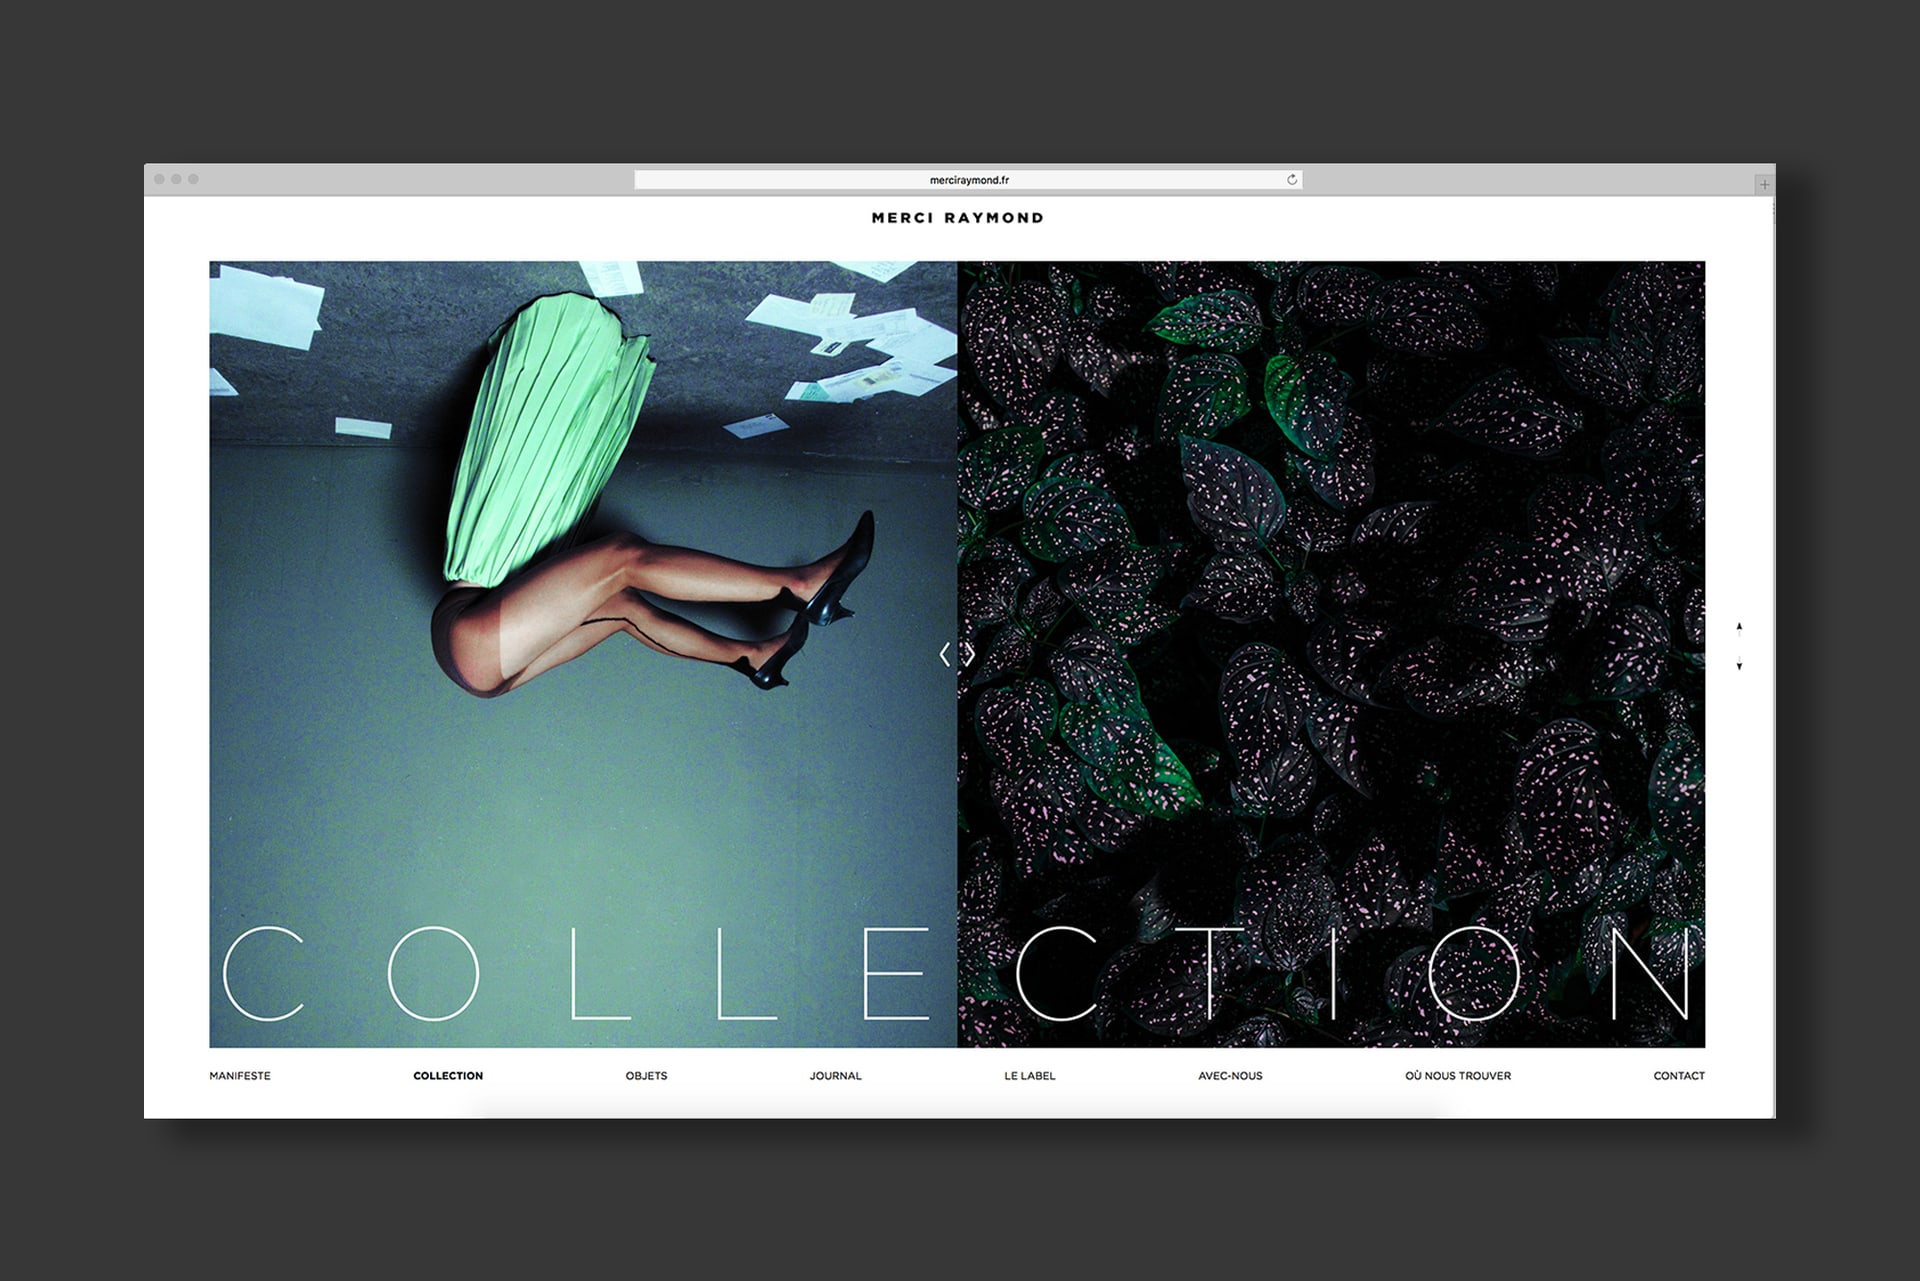 merciraymond.fr
MERCI RAYMOND
COLLECTION
MANIFESTE COLLECTION OBJETS JOURNAL LE LABEL AVEC-NOUS OÙ NOUS TROUVER CONTACT